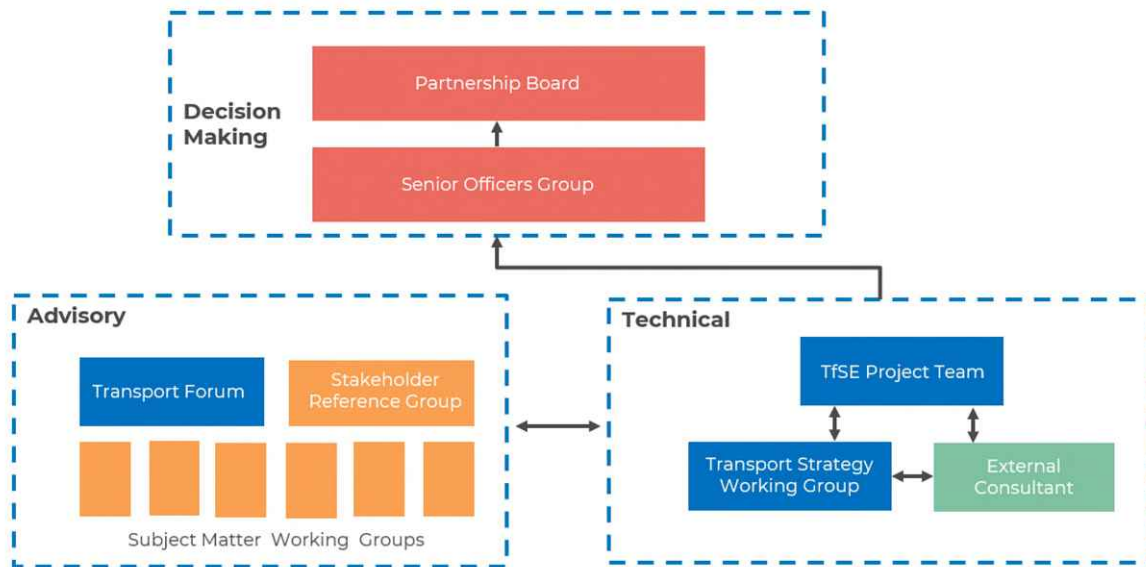 Decision
Making
Partnership Board
Senior Officers Group
Advisory
Transport Forum
Stakeholder
Reference Group
Subject Matter Working Groups
Technical
TfSE Project Team
Transport Strategy
Working Group
External
Consultant